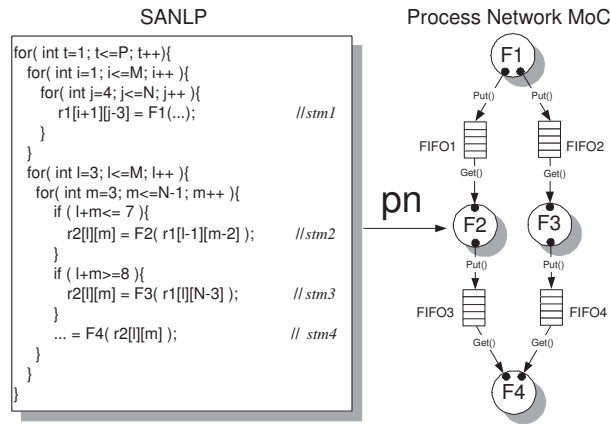 SANLP
for( int t=1; t<=P; t++){
for( int i=1; i<=M; i++ ){
for( int j=4; j<=N; j++ ){
r1[i+1][j-3] = F1(...); //stm1
}
}
for( int l=3; l<=M; l++ ){
for( int m=3; m<=N-1; m++ ){
if ( l+m<= 7 ){
r2[l][m] = F2( r1[l-1][m-2] ); //stm2
}
if ( l+m>=8 ){
r2[l][m] = F3( r1[l][N-3] ); //stm3
}
... = F4( r2[l][m] ); // stm4
}
}
}
pn
Process Network MoC
F1
Put() Put()
FIFO1 FIFO2
Get() Get()
F2 F3
Put() Put()
FIFO3 FIFO4
Get() Get()
F4